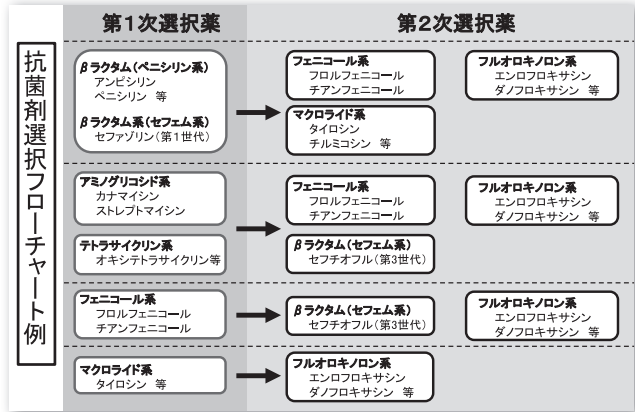 抗菌剤選択フローチャート例
第1次選択薬
第2次選択薬
βラクタム(ペニシリン系)
アンピシリン
ペニシリン 等
βラクタム系(セフェム系)
セファゾリン(第1世代)
フェニコール系
フロルフェニコール
チアンフェニコール
マクロライド系
タイロシン
チルミコシン 等
フルオロキノロン系
エンロフロキサシン
ダノフロキサシン 等
アミノグリコシド系
カナマイシン
ストレプトマイシン
テトラサイクリン系
オキシテトラサイクリン等
フェニコール系
フロルフェニコール
チアンフェニコール
βラクタム(セフェム系)
セフチオフル(第3世代)
フルオロキノロン系
エンロフロキサシン
ダノフロキサシン 等
フェニコール系
フロルフェニコール
チアンフェニコール
βラクタム(セフェム系)
セフチオフル(第3世代)
フルオロキノロン系
エンロフロキサシン
ダノフロキサシン 等
マクロライド系
タイロシン 等
フルオロキノロン系
エンロフロキサシン
ダノフロキサシン 等